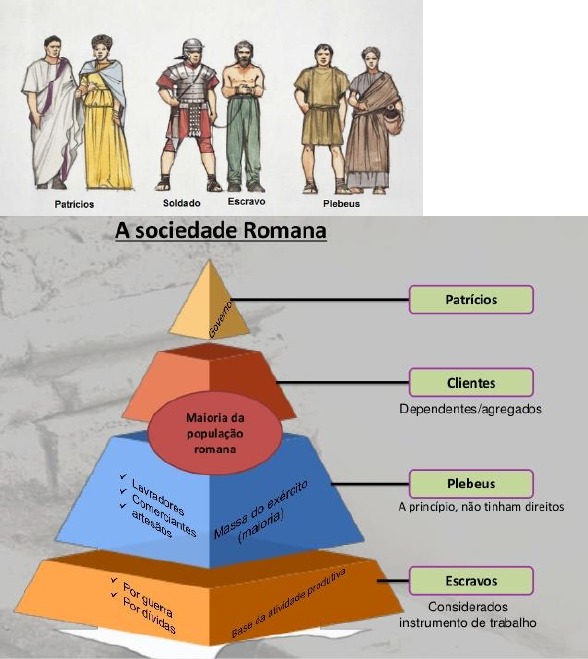 Patrícios
Soldado
Escravo
Plebeus
A sociedade Romana
Governo
Patrícios
Clientes
Dependentes/agregados
Maioria da
população
romana
Lavradores
Comerciantes
artesãos
Massa do exército
(maioria)
Plebeus
A princípio, não tinham direitos
Por guerra
Por dívidas
Base da atividade produtiva
Escravos
Considerados
instrumento de trabalho